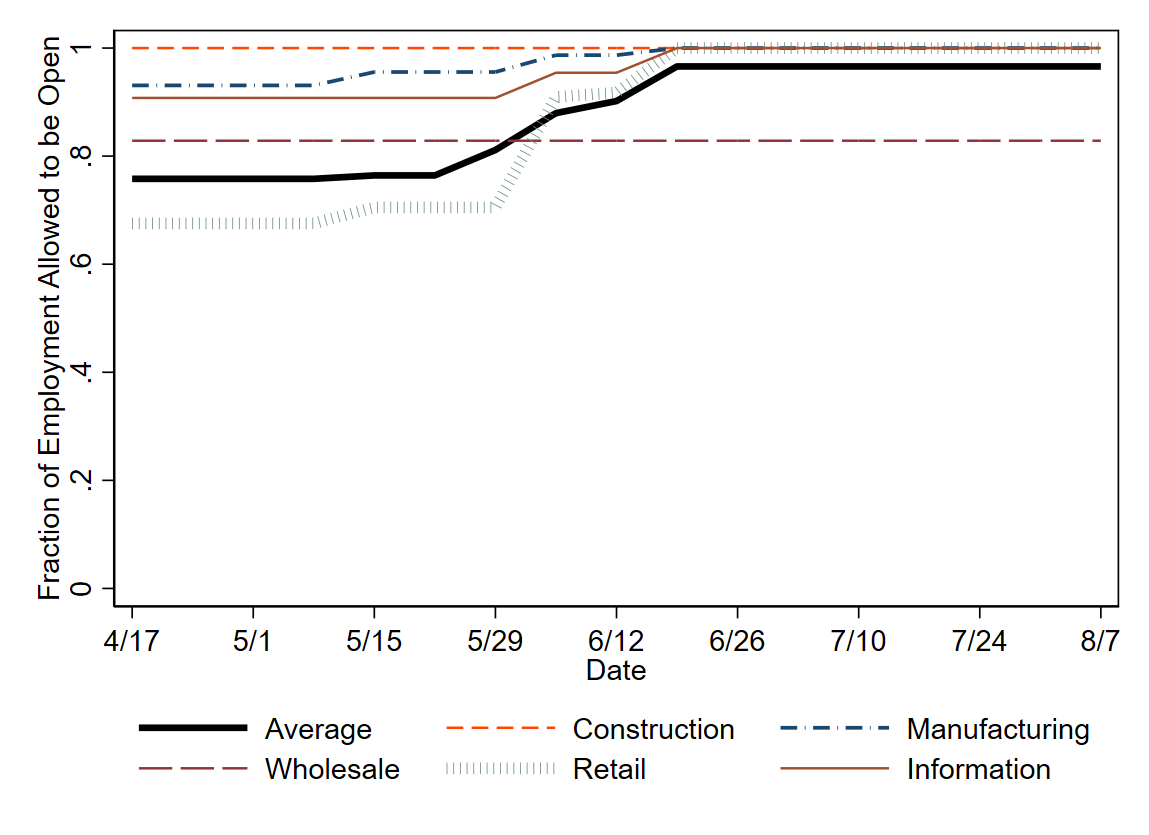 Fraction of Employment Allowed to be Open
1
.8
.6
.4
.2
0
4/17 5/1 5/15 5/29 6/12 6/26 7/10 7/24 8/7
Date
Average Construction Manufacturing
Wholesale Retail Information